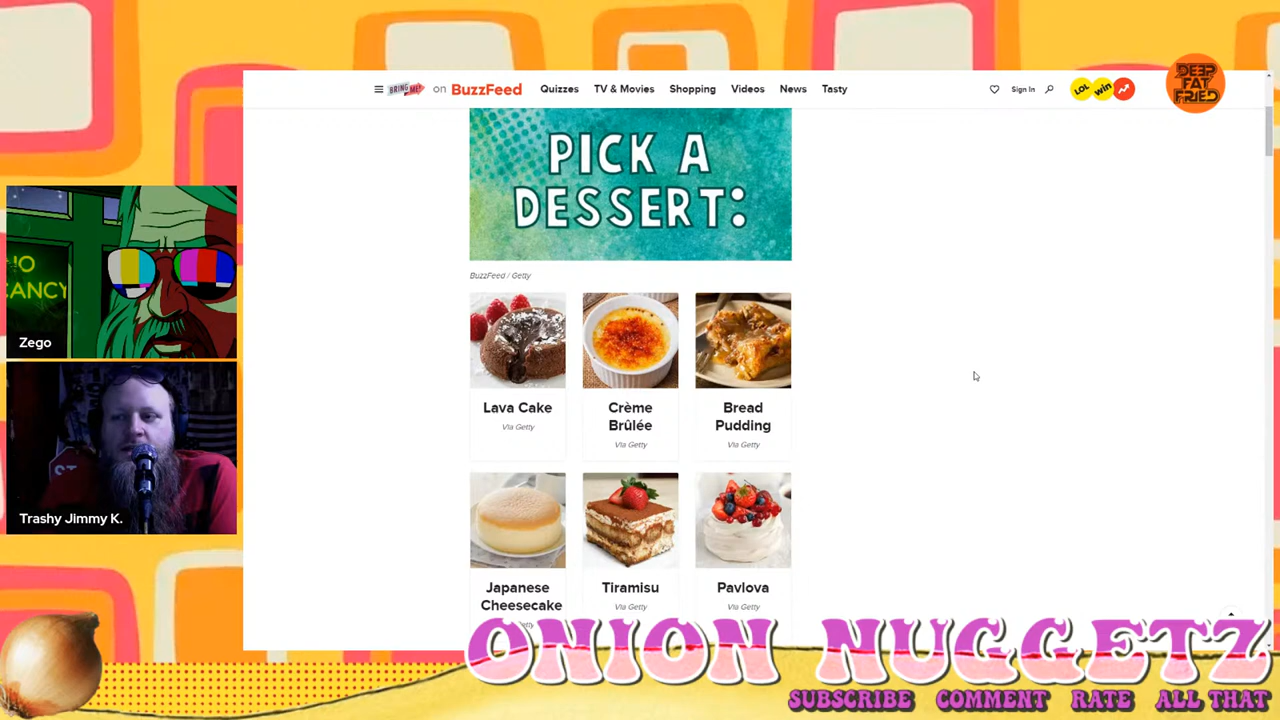 BRING ME! on BuzzFeed Quizzes TV & Movies Shopping Videos News Tasty Sign In LOL win
DEEP
FAT
FRIED
PICK A
DESSERT:
BuzzFeed / Getty
Lava Cake
Via Getty
Crème
Brûlée
Via Getty
Bread
Pudding
Via Getty
Japanese
Cheesecake
Tiramisu
Via Getty
Pavlova
Via Getty
NO
Zego
Trashy Jimmy K.
ONION NUGGETZ
SUBSCRIBE COMMENT RATE ALL THAT